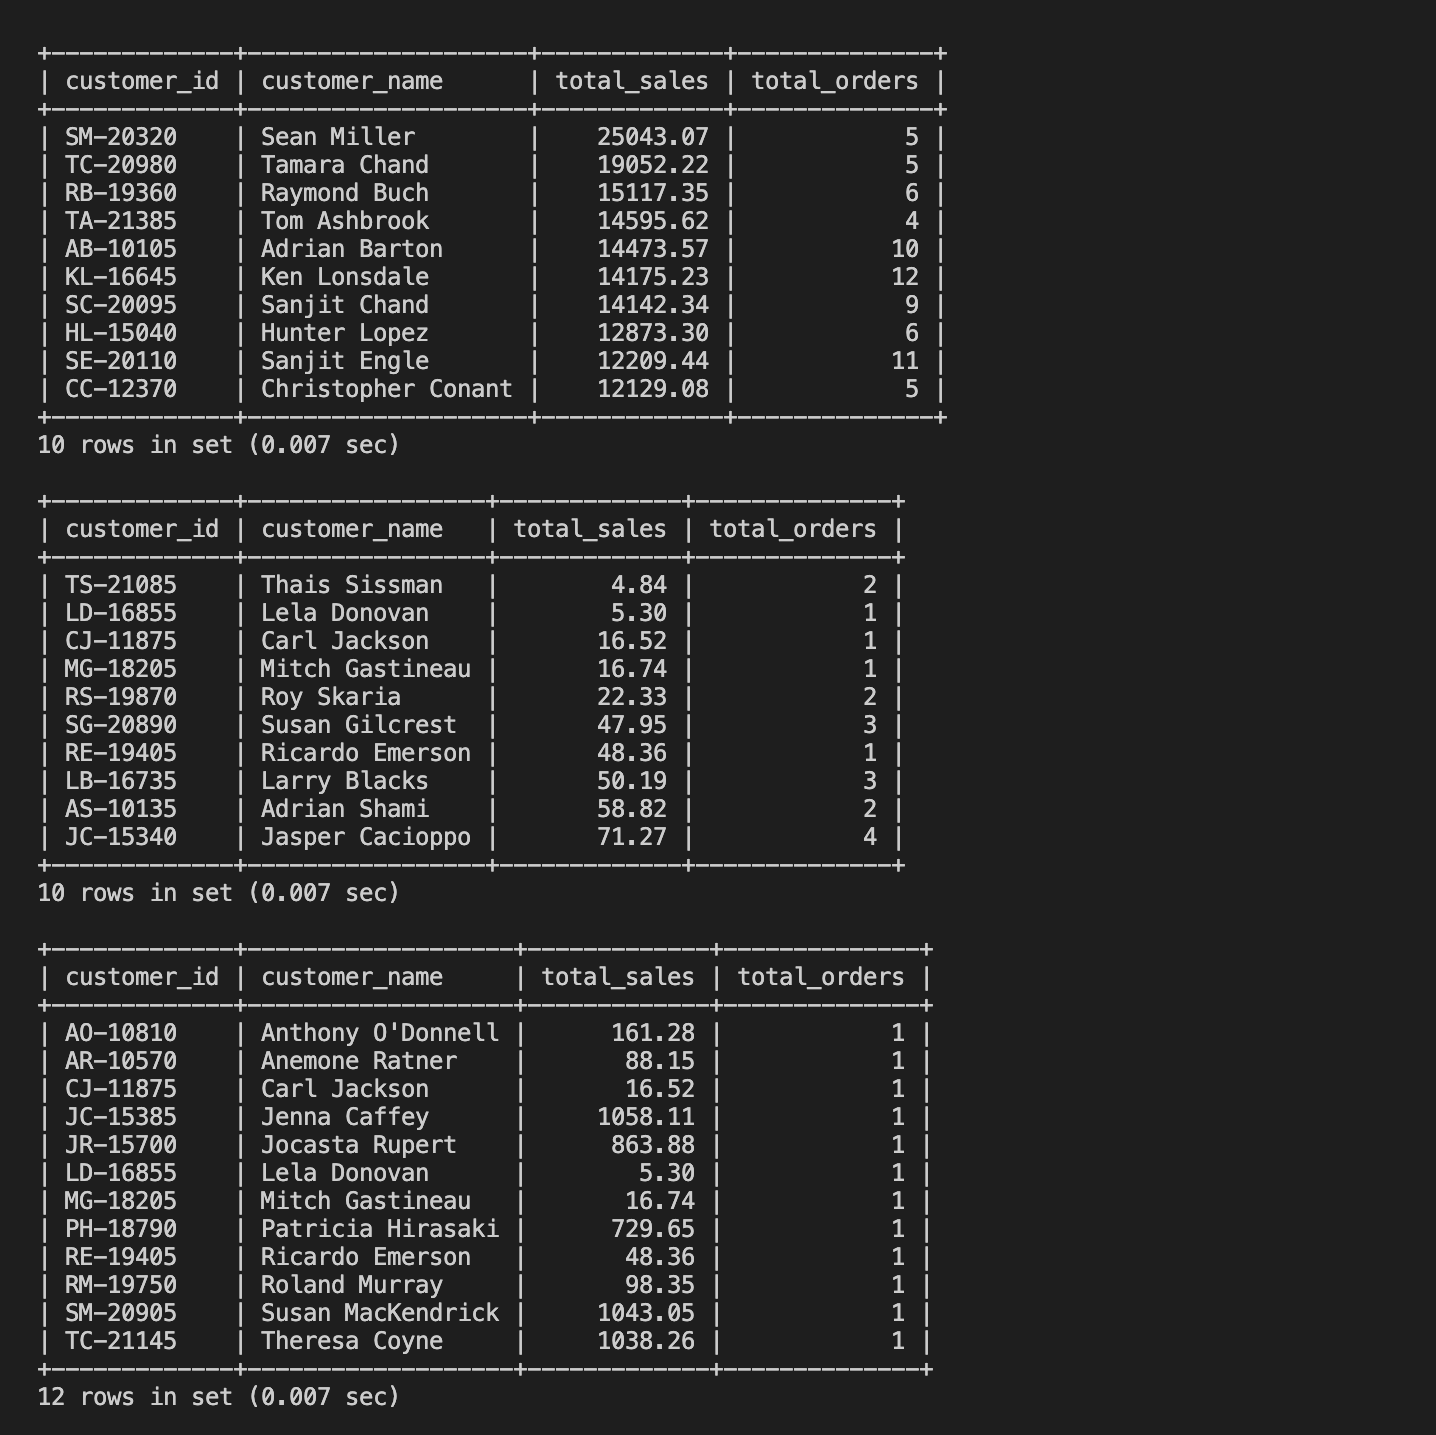 +-------------+--------------------+-------------+--------------+
| customer_id | customer_name      | total_sales | total_orders |
+-------------+--------------------+-------------+--------------+
| SM-20320    | Sean Miller        |    25043.07 |            5 |
| TC-20980    | Tamara Chand       |    19052.22 |            5 |
| RB-19360    | Raymond Buch       |    15117.35 |            6 |
| TA-21385    | Tom Ashbrook       |    14595.62 |            4 |
| AB-10105    | Adrian Barton      |    14473.57 |           10 |
| KL-16645    | Ken Lonsdale       |    14175.23 |           12 |
| SC-20095    | Sanjit Chand       |    14142.34 |            9 |
| HL-15040    | Hunter Lopez       |    12873.30 |            6 |
| SE-20110    | Sanjit Engle       |    12209.44 |           11 |
| CC-12370    | Christopher Conant |    12129.08 |            5 |
+-------------+--------------------+-------------+--------------+
10 rows in set (0.007 sec)

+-------------+-----------------+-------------+--------------+
| customer_id | customer_name   | total_sales | total_orders |
+-------------+-----------------+-------------+--------------+
| TS-21085    | Thais Sissman   |        4.84 |            2 |
| LD-16855    | Lela Donovan    |        5.30 |            1 |
| CJ-11875    | Carl Jackson    |       16.52 |            1 |
| MG-18205    | Mitch Gastineau |       16.74 |            1 |
| RS-19870    | Roy Skaria      |       22.33 |            2 |
| SG-20890    | Susan Gilcrest  |       47.95 |            3 |
| RE-19405    | Ricardo Emerson |       48.36 |            1 |
| LB-16735    | Larry Blacks    |       50.19 |            3 |
| AS-10135    | Adrian Shami    |       58.82 |            2 |
| JC-15340    | Jasper Cacioppo |       71.27 |            4 |
+-------------+-----------------+-------------+--------------+
10 rows in set (0.007 sec)

+-------------+-------------------+-------------+--------------+
| customer_id | customer_name     | total_sales | total_orders |
+-------------+-------------------+-------------+--------------+
| AO-10810    | Anthony O'Donnell |      161.28 |            1 |
| AR-10570    | Anemone Ratner    |       88.15 |            1 |
| CJ-11875    | Carl Jackson      |       16.52 |            1 |
| JC-15385    | Jenna Caffey      |     1058.11 |            1 |
| JR-15700    | Jocasta Rupert    |      863.88 |            1 |
| LD-16855    | Lela Donovan      |        5.30 |            1 |
| MG-18205    | Mitch Gastineau   |       16.74 |            1 |
| PH-18790    | Patricia Hirasaki |      729.65 |            1 |
| RE-19405    | Ricardo Emerson   |       48.36 |            1 |
| RM-19750    | Roland Murray     |       98.35 |            1 |
| SM-20905    | Susan MacKendrick |     1043.05 |            1 |
| TC-21145    | Theresa Coyne     |     1038.26 |            1 |
+-------------+-------------------+-------------+--------------+
12 rows in set (0.007 sec)